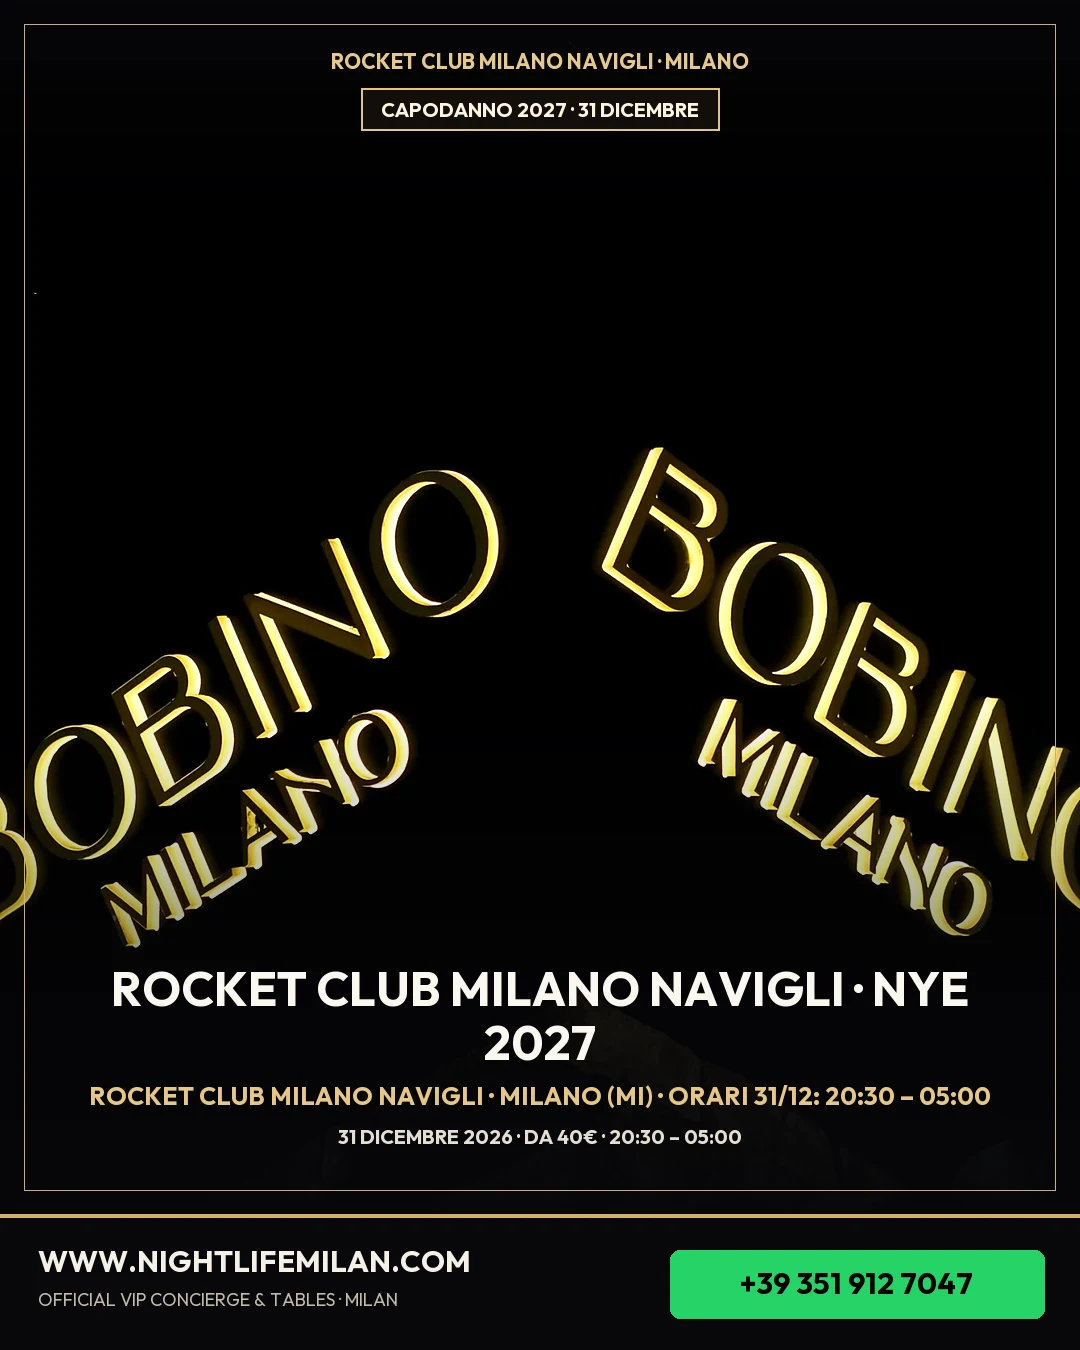 ROCKET CLUB MILANO NAVIGLI · MILANO
CAPODANNO 2027 · 31 DICEMBRE
OBINO
MILANO
BOBINO
MILANO
ROCKET CLUB MILANO NAVIGLI · NYE
2027
ROCKET CLUB MILANO NAVIGLI · MILANO (MI) · ORARI 31/12: 20:30 – 05:00
31 DICEMBRE 2026 · DA 40€ · 20:30 – 05:00
WWW.NIGHTLIFEMILAN.COM
OFFICIAL VIP CONCIERGE & TABLES · MILAN
+39 351 912 7047